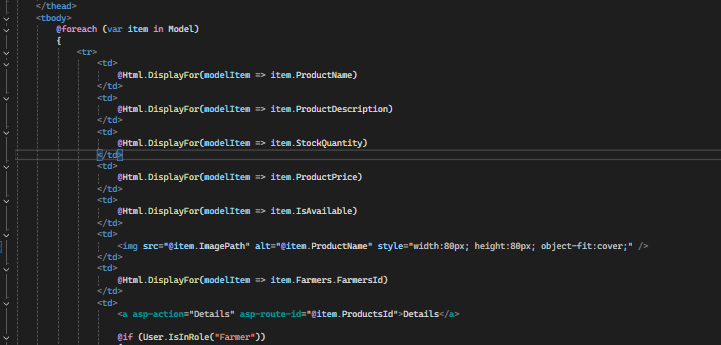 </thead>
<tbody>
@foreach (var item in Model)
{
<tr>
<td>
@Html.DisplayFor(modelItem => item.ProductName)
</td>
<td>
@Html.DisplayFor(modelItem => item.ProductDescription)
</td>
<td>
@Html.DisplayFor(modelItem => item.StockQuantity)
</td>
<td>
@Html.DisplayFor(modelItem => item.ProductPrice)
</td>
<td>
@Html.DisplayFor(modelItem => item.IsAvailable)
</td>
<td>
<img src="@item.ImagePath" alt="@item.ProductName" style="width:80px; height:80px; object-fit:cover;" />
</td>
<td>
@Html.DisplayFor(modelItem => item.Farmers.FarmersId)
</td>
<td>
<a asp-action="Details" asp-route-id="@item.ProductsId">Details</a>
@if (User.IsInRole("Farmer"))